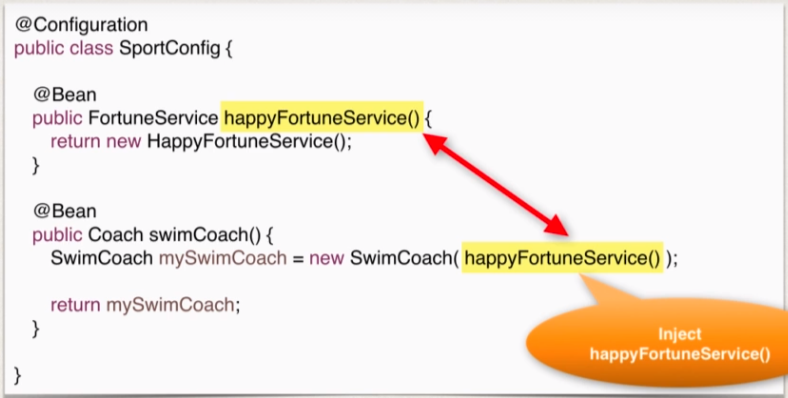 @Configuration
public class SportConfig {
@Bean
public FortuneService happyFortuneService() {
return new HappyFortuneService();
}
@Bean
public Coach swimCoach() {
SwimCoach mySwimCoach = new SwimCoach( happyFortuneService() );
return mySwimCoach;
}
}
Inject
happyFortuneService()